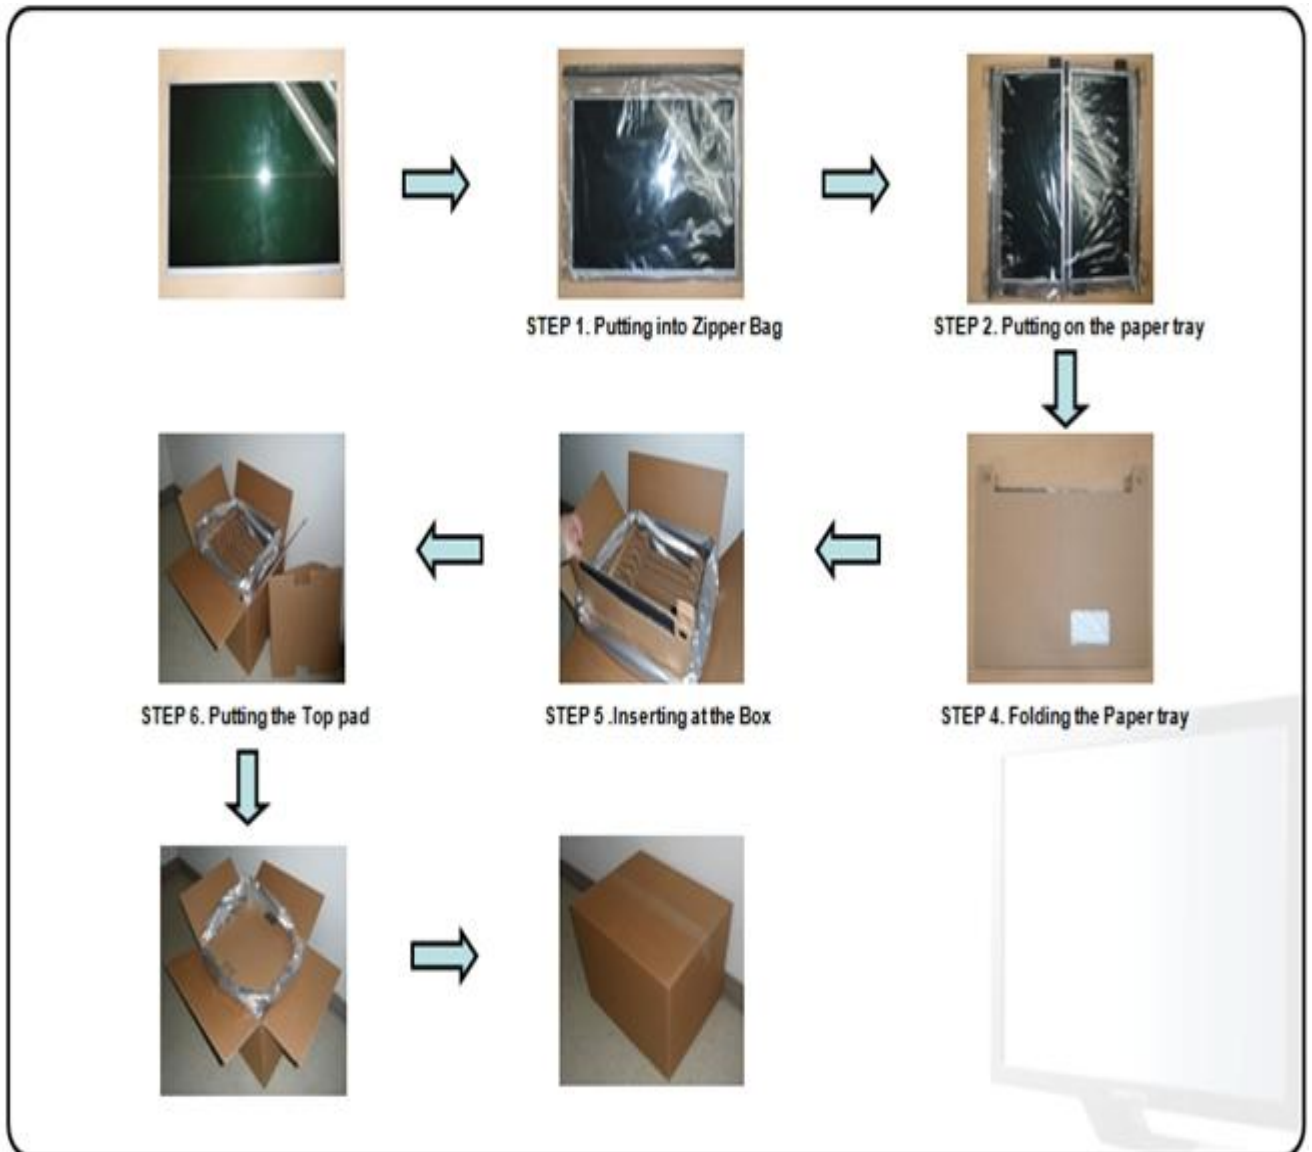 STEP 1. Putting into Zipper Bag
STEP 2. Putting on the paper tray
STEP 4. Folding the Paper tray
STEP 5 .Inserting at the Box
STEP 6. Putting the Top pad